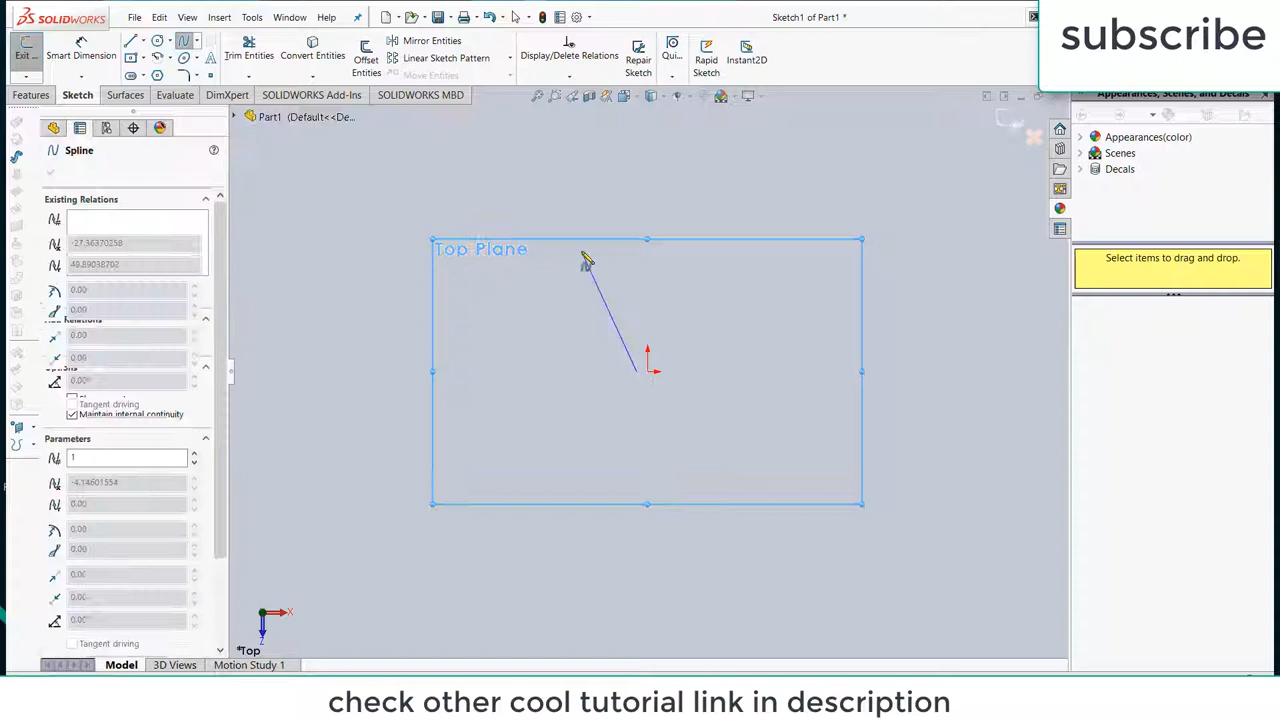 SOLIDWORKS
File
Edit
View
Insert
Tools
Window
Help
Sketch1 of Part1 *
subscribe
Exit ...
Smart Dimension
Trim Entities
Convert Entities
Offset
Entities
Mirror Entities
Linear Sketch Pattern
Move Entities
Display/Delete Relations
Repair
Sketch
Qui...
Rapid
Sketch
Instant2D
Features
Sketch
Surfaces
Evaluate
DimXpert
SOLIDWORKS Add-Ins
SOLIDWORKS MBD
Appearances, Scenes, and Decals
Part1 (Default<<De...
Appearances(color)
Scenes
Decals
Spline
Existing Relations
-27.36370258
49.89038702
0.00
0.00
0.00
0.00
0.00°
Tangent driving
Maintain internal continuity
Parameters
1
-4.14601554
0.00
0.00
0.00
0.00
0.00
0.00
Tangent driving
Top Plane
Select items to drag and drop.
X
Z
*Top
Model
3D Views
Motion Study 1
check other cool tutorial link in description